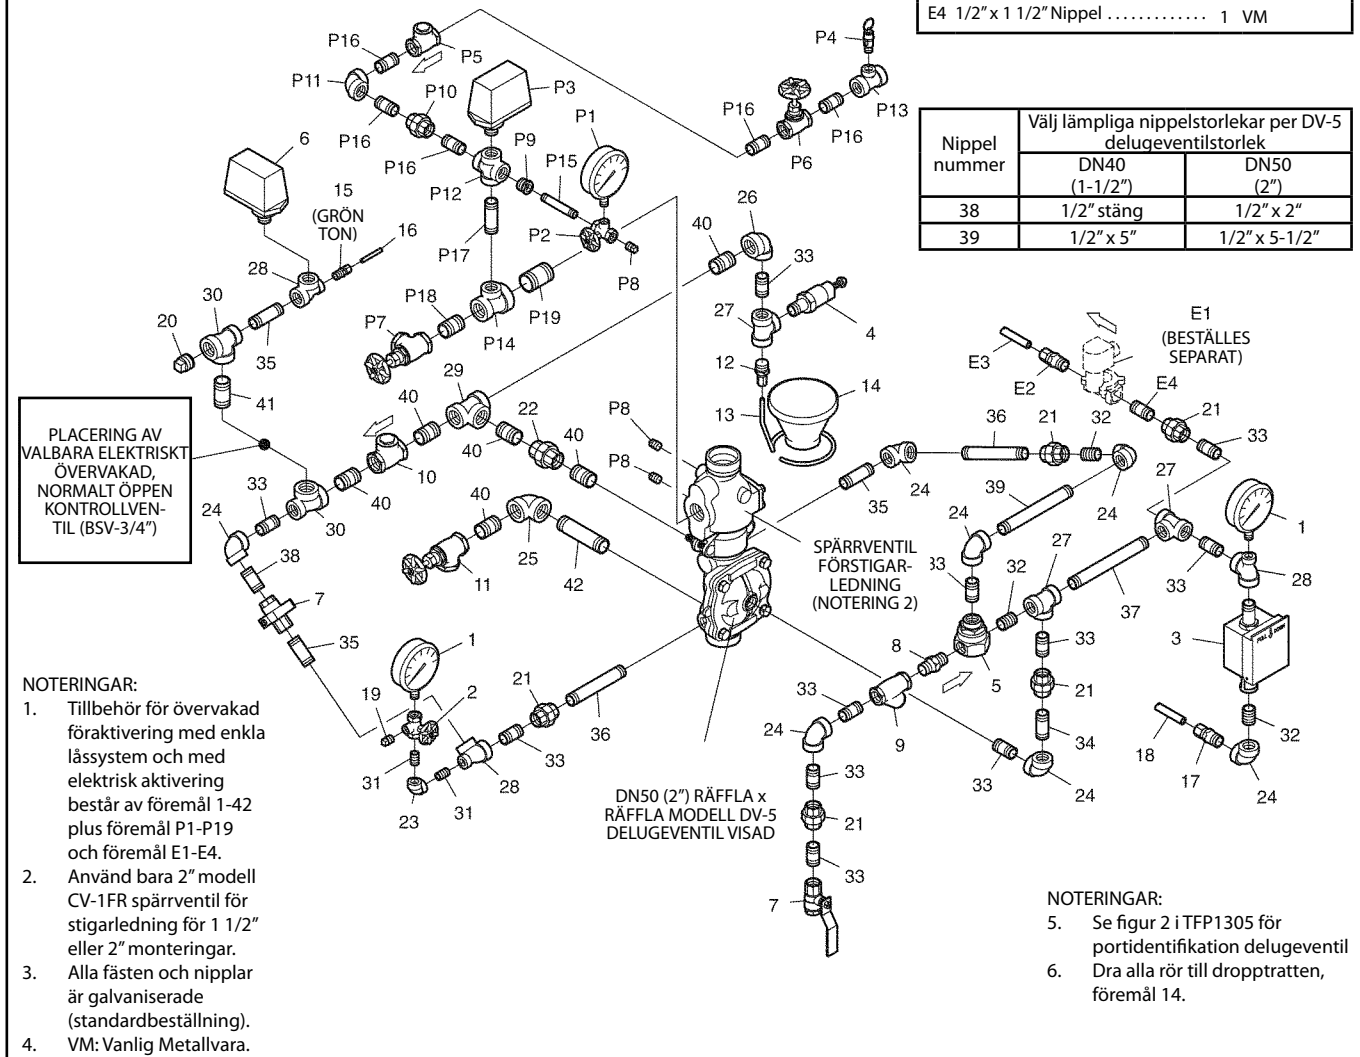 E4 1/2" x 1 1/2" Nippel ............. 1 VM
Nippel
nummer
Välj lämpliga nippelstorlekar per DV-5
delugeventilstorlek
DN40
(1-1/2")
DN50
(2")
38 1/2" stäng 1/2" x 2“
39 1/2" x 5" 1/2" x 5-1/2"
P16
P5
P11
P10
P3
P16
P16
P12
P9
P15
P1
P2
P8
P17
P18
P19
P14
P7
P4
P13
P16
P6
P16
6
15
(GRÖN
TON)
16
28
30
20
35
41
26
40
33
27
4
12
13
14
E1
(BESTÄLLES
SEPARAT)
E3
E2
E4
21
33
29
40
22
40
40
10
40
P8
P8
36
21
32
24
35
24
39
24
27
1
28
33
37
27
32
33
PLACERING AV
VALBARA ELEKTRISKT
ÖVERVAKAD,
NORMALT ÖPPEN
KONTROLLVEN-
TIL (BSV-3/4")
24
33
30
38
7
35
40
25
42
11
SPÄRRVENTIL
FÖRSTIGAR-
LEDNING
(NOTERING 2)
8
5
9
33
24
33
21
33
7
33
21
34
33
24
3
32
18
17
24
1
19
2
21
36
33
28
31
31
23
DN50 (2") RÄFFLA x
RÄFFLA MODELL DV-5
DELUGEVENTIL VISAD
NOTERINGAR:
1. Tillbehör för övervakad
föraktivering med enkla
låssystem och med
elektrisk aktivering
består av föremål 1-42
plus föremål P1-P19
och föremål E1-E4.
2. Använd bara 2" modell
CV-1FR spärrventil för
stigarledning för 1 1/2"
eller 2" monteringar.
3. Alla fästen och nipplar
är galvaniserade
(standardbeställning).
4. VM: Vanlig Metallvara.
NOTERINGAR:
5. Se figur 2 i TFP1305 för
portidentifikation delugeventil
6. Dra alla rör till dropptratten,
föremål 14.